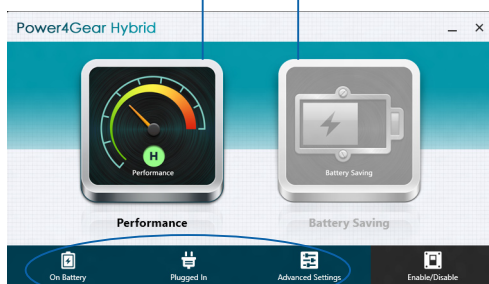 Power4Gear Hybrid
H
Performance
Battery Saving
Performance
Battery Saving
On Battery
Plugged In
Advanced Settings
Enable/Disable